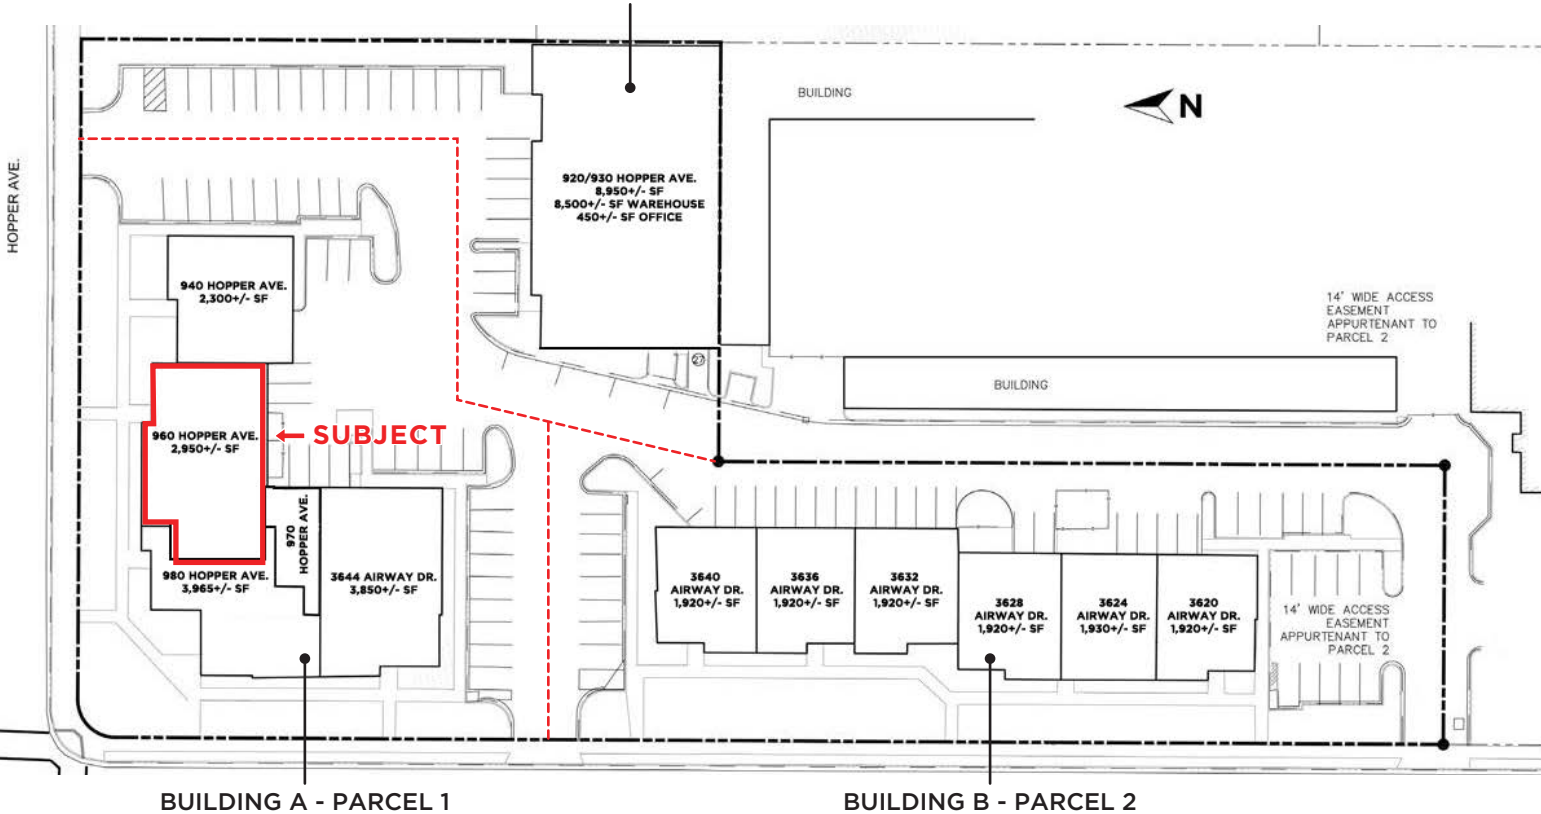 BUILDING
N
HOPPER AVE.
920/930 HOPPER AVE.
8,950+/- SF
8,500+/- SF WAREHOUSE
450+/- SF OFFICE
940 HOPPER AVE.
2,300+/- SF
14' WIDE ACCESS
EASEMENT
APPURTENANT TO
PARCEL 2
27
BUILDING
960 HOPPER AVE.
2,950+/- SF
SUBJECT
970
HOPPER AVE.
980 HOPPER AVE.
3,965+/- SF
3644 AIRWAY DR.
3,850+/- SF
3640
AIRWAY DR.
1,920+/- SF
3636
AIRWAY DR.
1,920+/- SF
3632
AIRWAY DR.
1,920+/- SF
3628
AIRWAY DR.
1,920+/- SF
3624
AIRWAY DR.
1,930+/- SF
3620
AIRWAY DR.
1,920+/- SF
14' WIDE ACCESS
EASEMENT
APPURTENANT TO
PARCEL 2
BUILDING A - PARCEL 1
BUILDING B - PARCEL 2